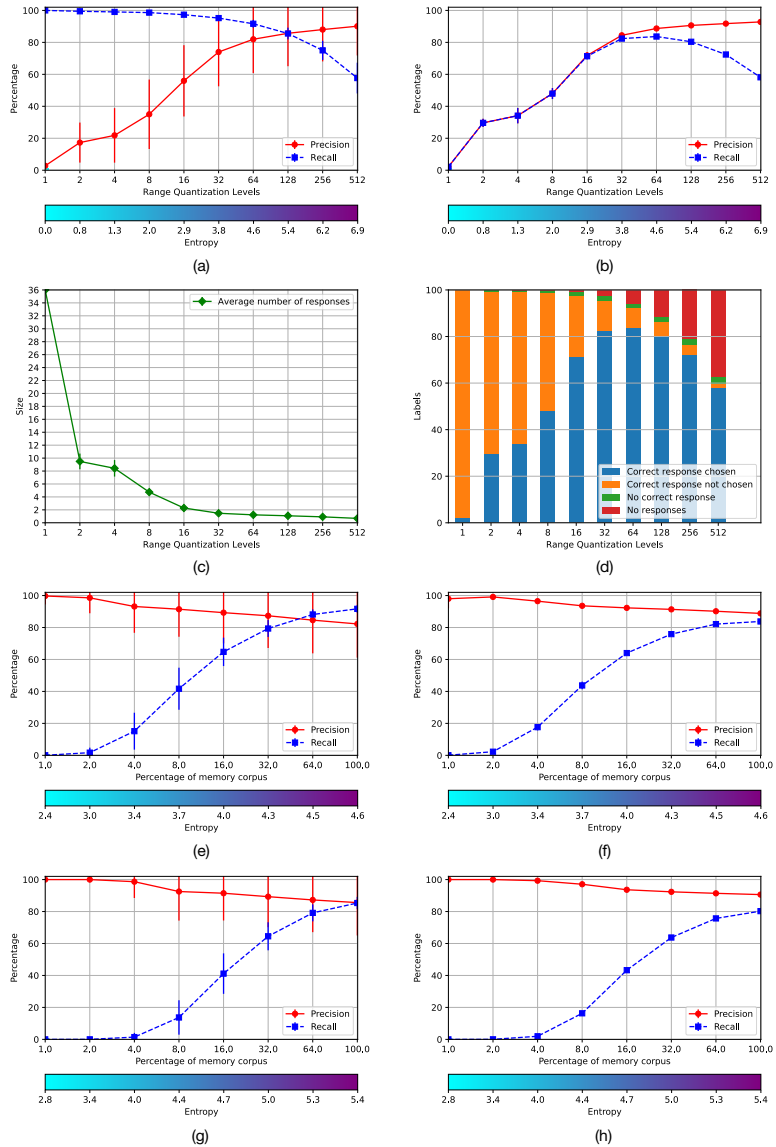 100
80
60
40
20
0
Percentage
Precision
Recall
1 2 4 8 16 32 64 128 256 512
Range Quantization Levels
0.0 0.8 1.3 2.0 2.9 3.8 4.6 5.4 6.2 6.9
Entropy
(a)
100
80
60
40
20
0
Percentage
Precision
Recall
1 2 4 8 16 32 64 128 256 512
Range Quantization Levels
0.0 0.8 1.3 2.0 2.9 3.8 4.6 5.4 6.2 6.9
Entropy
(b)
36
34
32
30
28
26
24
22
20
18
16
14
12
10
8
6
4
2
0
Size
Average number of responses
1 2 4 8 16 32 64 128 256 512
Range Quantization Levels
(c)
100
80
60
40
20
0
Labels
Correct response chosen
Correct response not chosen
No correct response
No responses
1 2 4 8 16 32 64 128 256 512
Range Quantization Levels
(d)
100
80
60
40
20
0
Percentage
Precision
Recall
1.0 2.0 4.0 8.0 16.0 32.0 64.0 100.0
Percentage of memory corpus
2.4 3.0 3.4 3.7 4.0 4.3 4.5 4.6
Entropy
(e)
100
80
60
40
20
0
Percentage
Precision
Recall
1.0 2.0 4.0 8.0 16.0 32.0 64.0 100.0
Percentage of memory corpus
2.4 3.0 3.4 3.7 4.0 4.3 4.5 4.6
Entropy
(f)
100
80
60
40
20
0
Percentage
Precision
Recall
1.0 2.0 4.0 8.0 16.0 32.0 64.0 100.0
Percentage of memory corpus
2.8 3.4 4.0 4.4 4.7 5.0 5.3 5.4
Entropy
(g)
100
80
60
40
20
0
Percentage
Precision
Recall
1.0 2.0 4.0 8.0 16.0 32.0 64.0 100.0
Percentage of memory corpus
2.8 3.4 4.0 4.4 4.7 5.0 5.3 5.4
Entropy
(h)